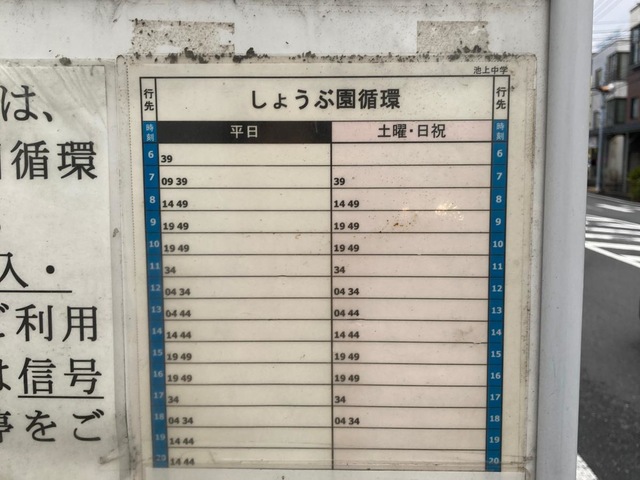 は、
循環
入・
ご利用
は信号
事をご
池上中学
行先 しょうぶ園循環 行先
時刻 平日 土曜・日祝 時刻
6 39 6
7 09 39 39 7
8 14 49 14 49 8
9 19 49 19 49 9
10 19 49 19 49 10
11 34 34 11
12 04 34 04 34 12
13 04 44 04 44 13
14 14 44 14 44 14
15 19 49 19 49 15
16 19 49 19 49 16
17 34 34 17
18 04 34 04 34 18
19 14 44 19
20 14 44 20